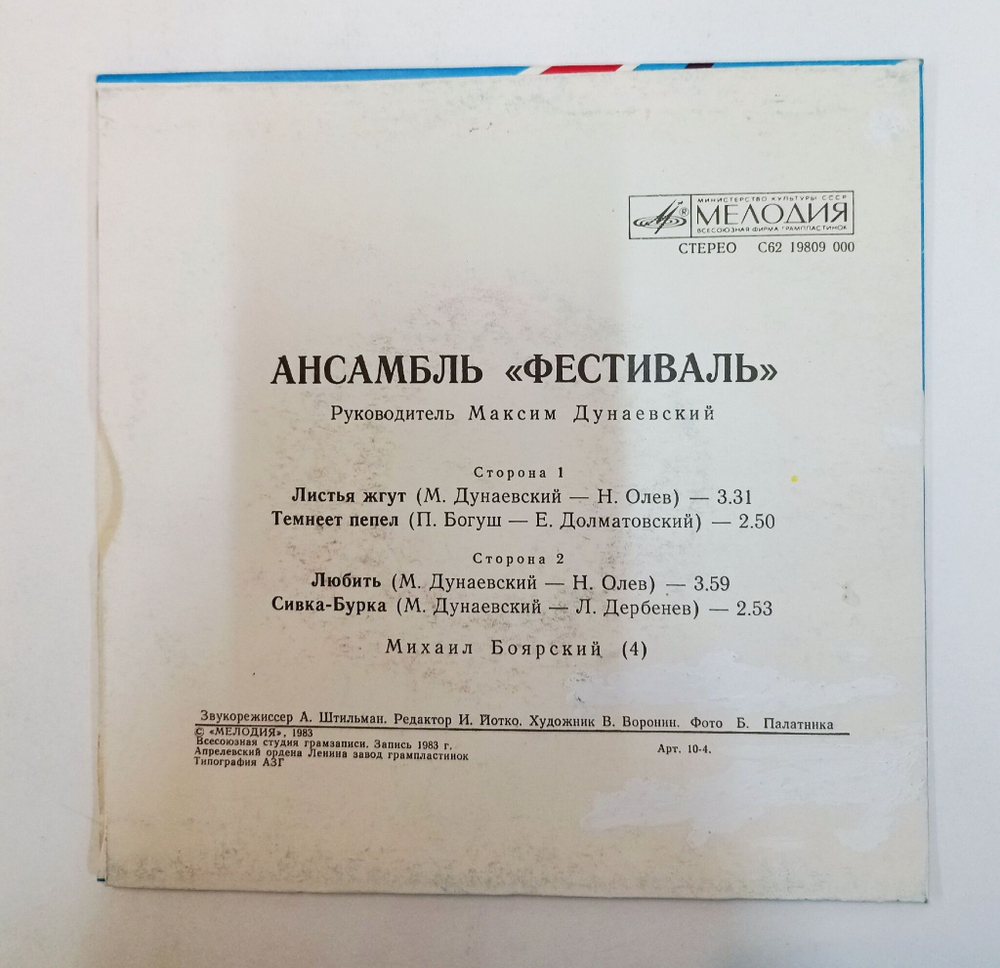 МИНИСТЕРСТВО КУЛЬТУРЫ СССР
МЕЛОДИЯ
ВСЕСОЮЗНАЯ ФИРМА ГРАМПЛАСТИНОК
СТЕРЕО С62 19809 000
АНСАМБЛЬ «ФЕСТИВАЛЬ»
Руководитель Максим Дунаевский
Сторона 1
Листья жгут (М. Дунаевский — Н. Олев) — 3.31
Темнеет пепел (П. Богуш — Е. Долматовский) — 2.50
Сторона 2
Любить (М. Дунаевский — Н. Олев) — 3.59
Сивка-Бурка (М. Дунаевский — Л. Дербенев) — 2.53
Михаил Боярский (4)
Звукорежиссер А. Штильман. Редактор И. Йотко. Художник В. Воронин. Фото Б. Палатника
© «МЕЛОДИЯ», 1983
Всесоюзная студия грамзаписи. Запись 1983 г.
Апрелевский ордена Ленина завод грампластинок
Типография АЗГ
Арт. 10-4.